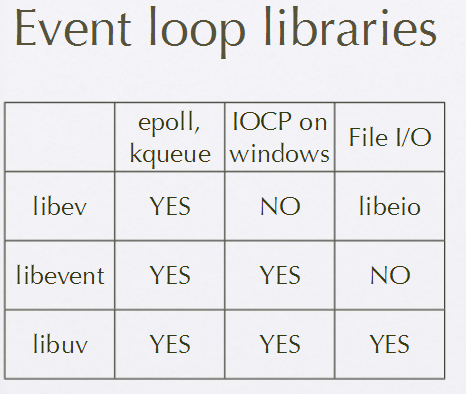 Event loop libraries
epoll, kqueue IOCP on windows File I/O
libev YES NO libeio
libevent YES YES NO
libuv YES YES YES